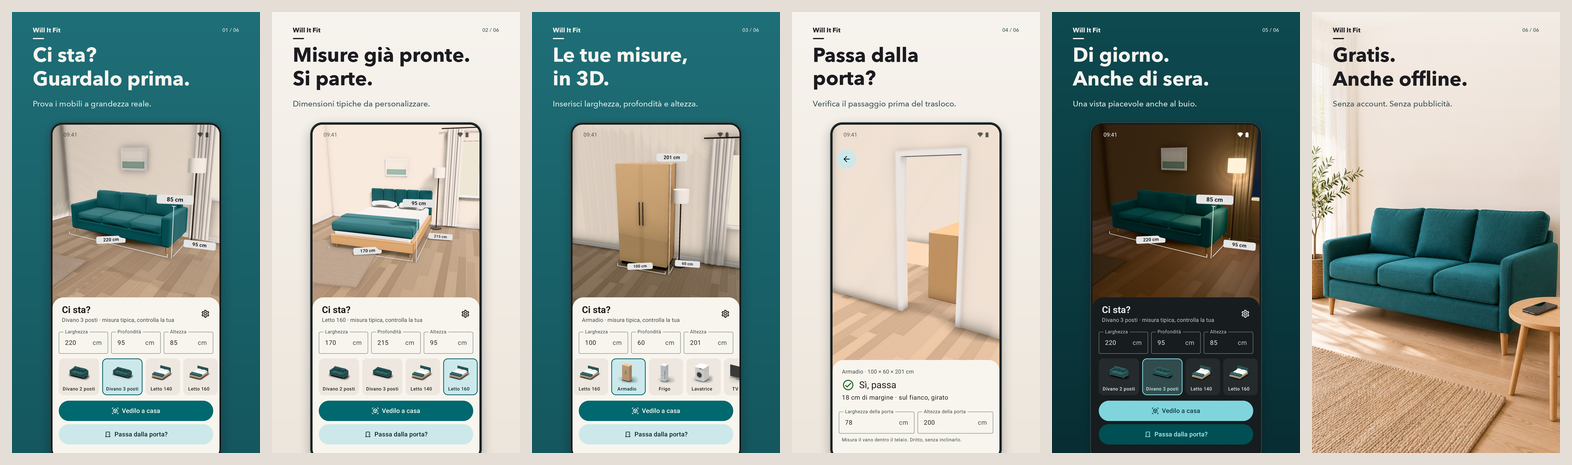 Will It Fit
01 / 06
Ci sta?
Guardalo prima.
Prova i mobili a grandezza reale.
09:41
85 cm
220 cm
95 cm
Ci sta?
Divano 3 posti · misura tipica, controlla la tua
Larghezza
Profondità
Altezza
220 cm
95 cm
85 cm
Divano 2 posti
Divano 3 posti
Letto 140
Letto 160
Vedilo a casa
Passa dalla porta?
Will It Fit
02 / 06
Misure già pronte.
Si parte.
Dimensioni tipiche da personalizzare.
09:41
95 cm
215 cm
170 cm
Ci sta?
Letto 160 · misura tipica, controlla la tua
Larghezza
Profondità
Altezza
170 cm
215 cm
95 cm
Divano 2 posti
Divano 3 posti
Letto 140
Letto 160
Vedilo a casa
Passa dalla porta?
Will It Fit
03 / 06
Le tue misure,
in 3D.
Inserisci larghezza, profondità e altezza.
09:41
201 cm
100 cm
60 cm
Ci sta?
Armadio · misura tipica, controlla la tua
Larghezza
Profondità
Altezza
100 cm
60 cm
201 cm
Letto 160
Armadio
Frigo
Lavatrice
TV
Vedilo a casa
Passa dalla porta?
Will It Fit
04 / 06
Passa dalla
porta?
Verifica il passaggio prima del trasloco.
09:41
Armadio · 100 × 60 × 201 cm
Sì, passa
18 cm di margine · sul fianco, girato
Larghezza della porta
Altezza della porta
78 cm
200 cm
Misura il vano dentro il telaio. Dritto, senza inclinarlo.
Will It Fit
05 / 06
Di giorno.
Anche di sera.
Una vista piacevole anche al buio.
09:41
85 cm
220 cm
95 cm
Ci sta?
Divano 3 posti · misura tipica, controlla la tua
Larghezza
Profondità
Altezza
220 cm
95 cm
85 cm
Divano 2 posti
Divano 3 posti
Letto 140
Letto 160
Vedilo a casa
Passa dalla porta?
Will It Fit
06 / 06
Gratis.
Anche offline.
Senza account. Senza pubblicità.